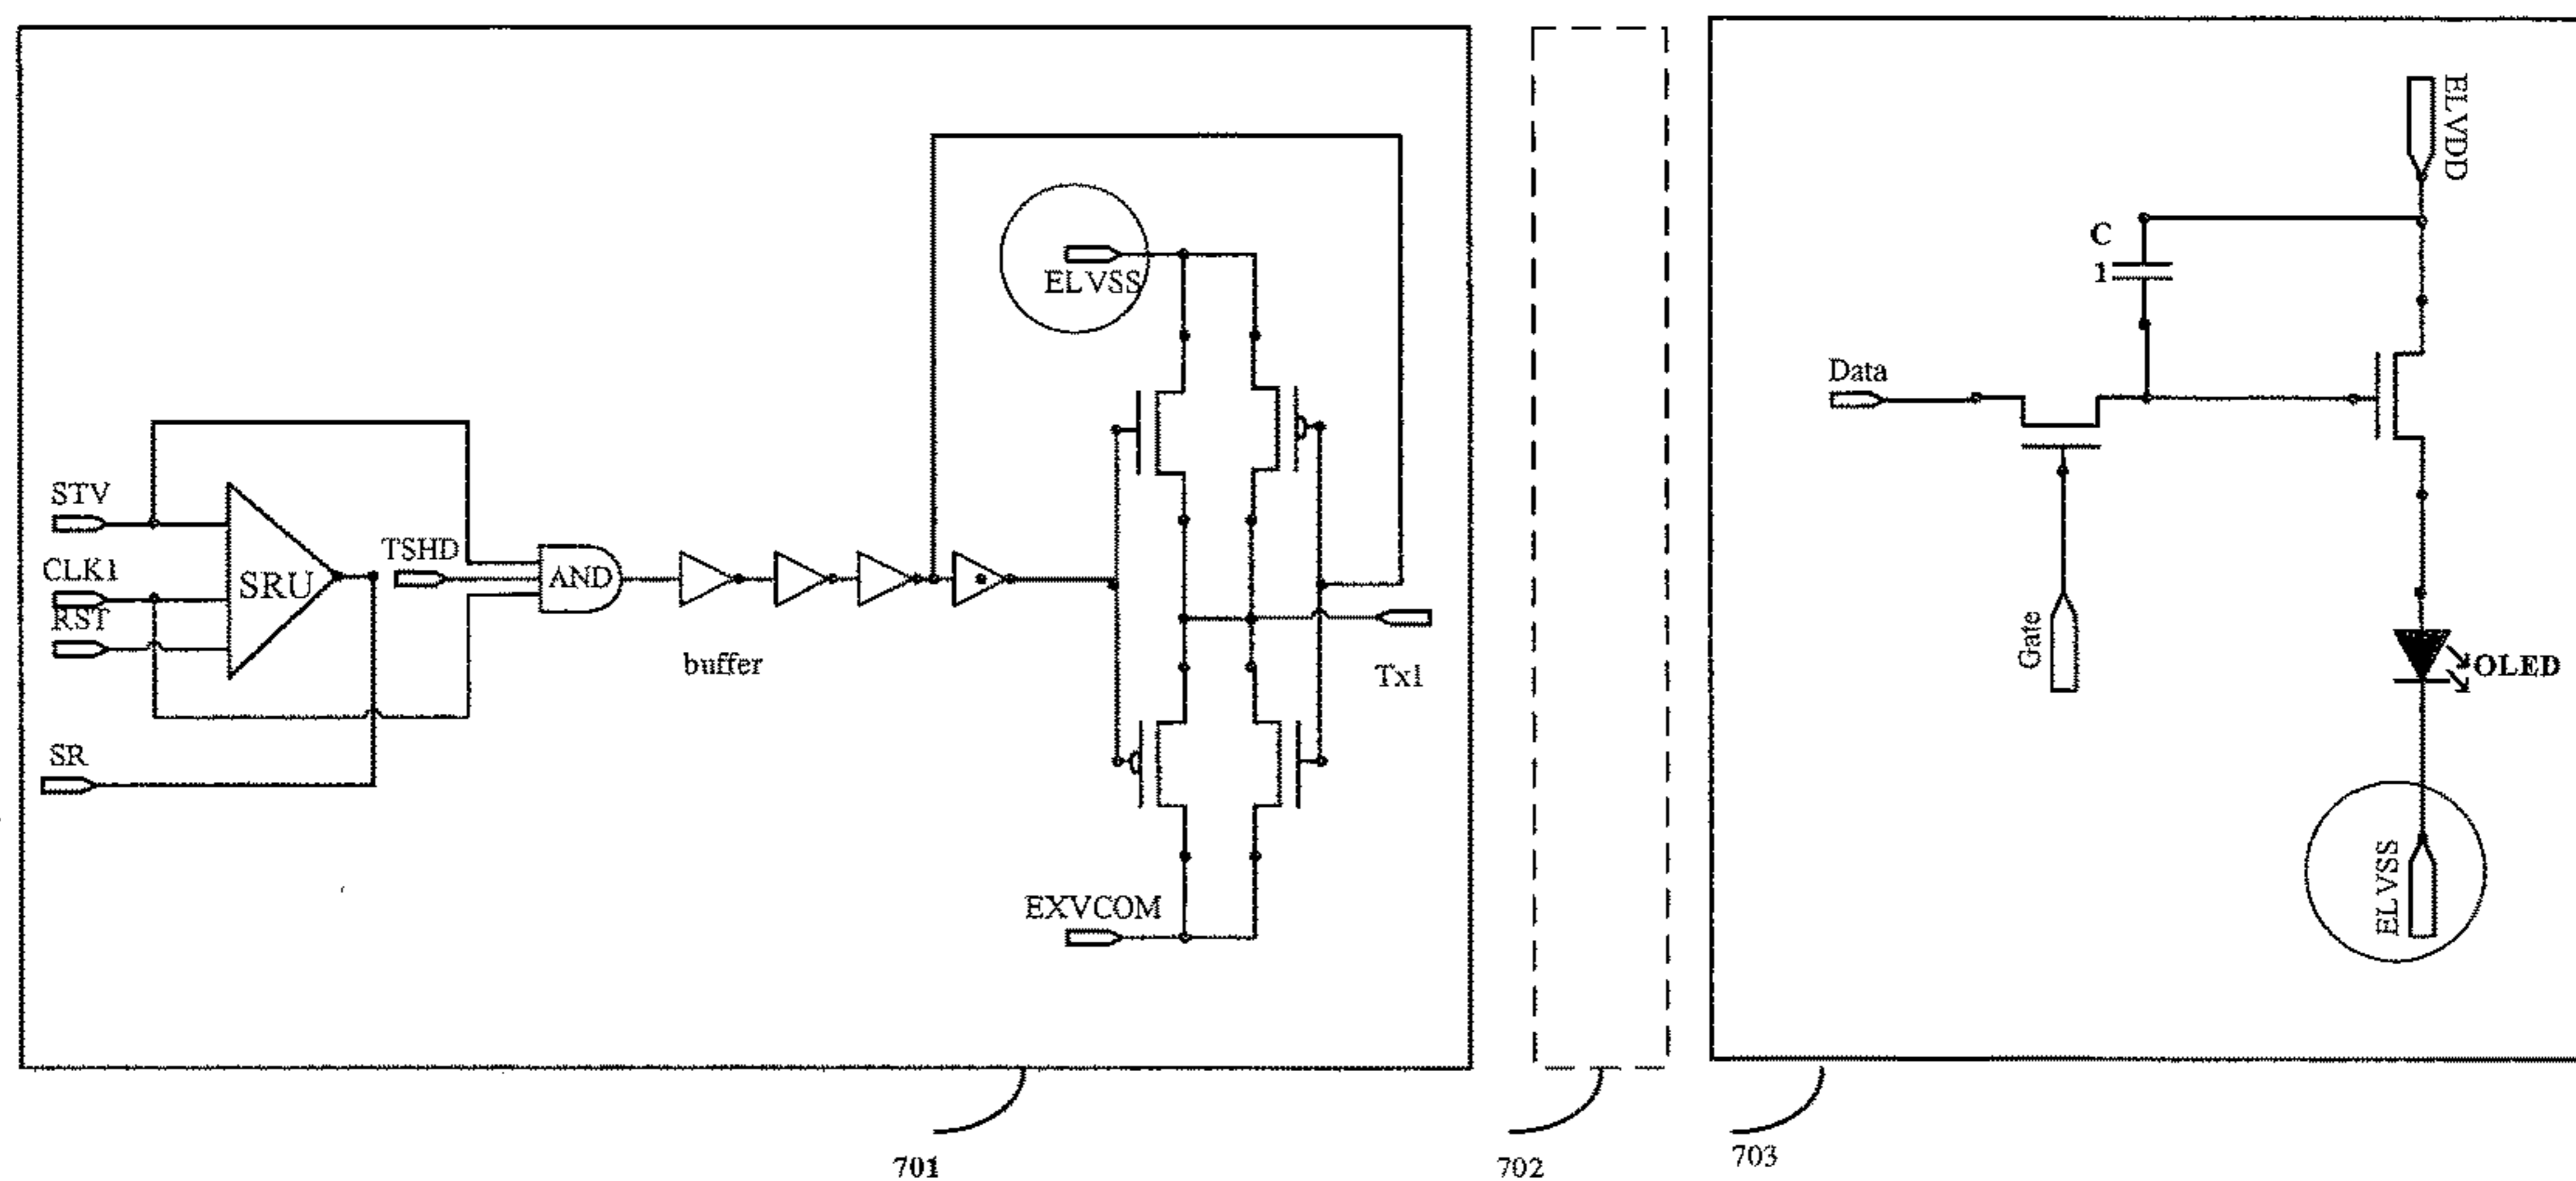 STV
CLK1
RST
SRU
SR
TSHD
AND
buffer
ELVSS
EXVCOM
Tx1
701
702
ELVDD
C
1
Data
Gate
OLED
ELVSS
703